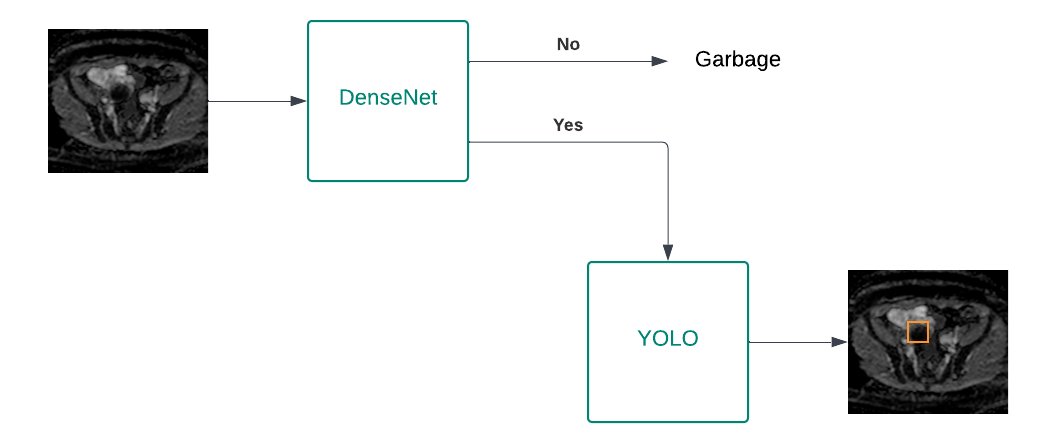 No
Garbage
DenseNet
Yes
YOLO